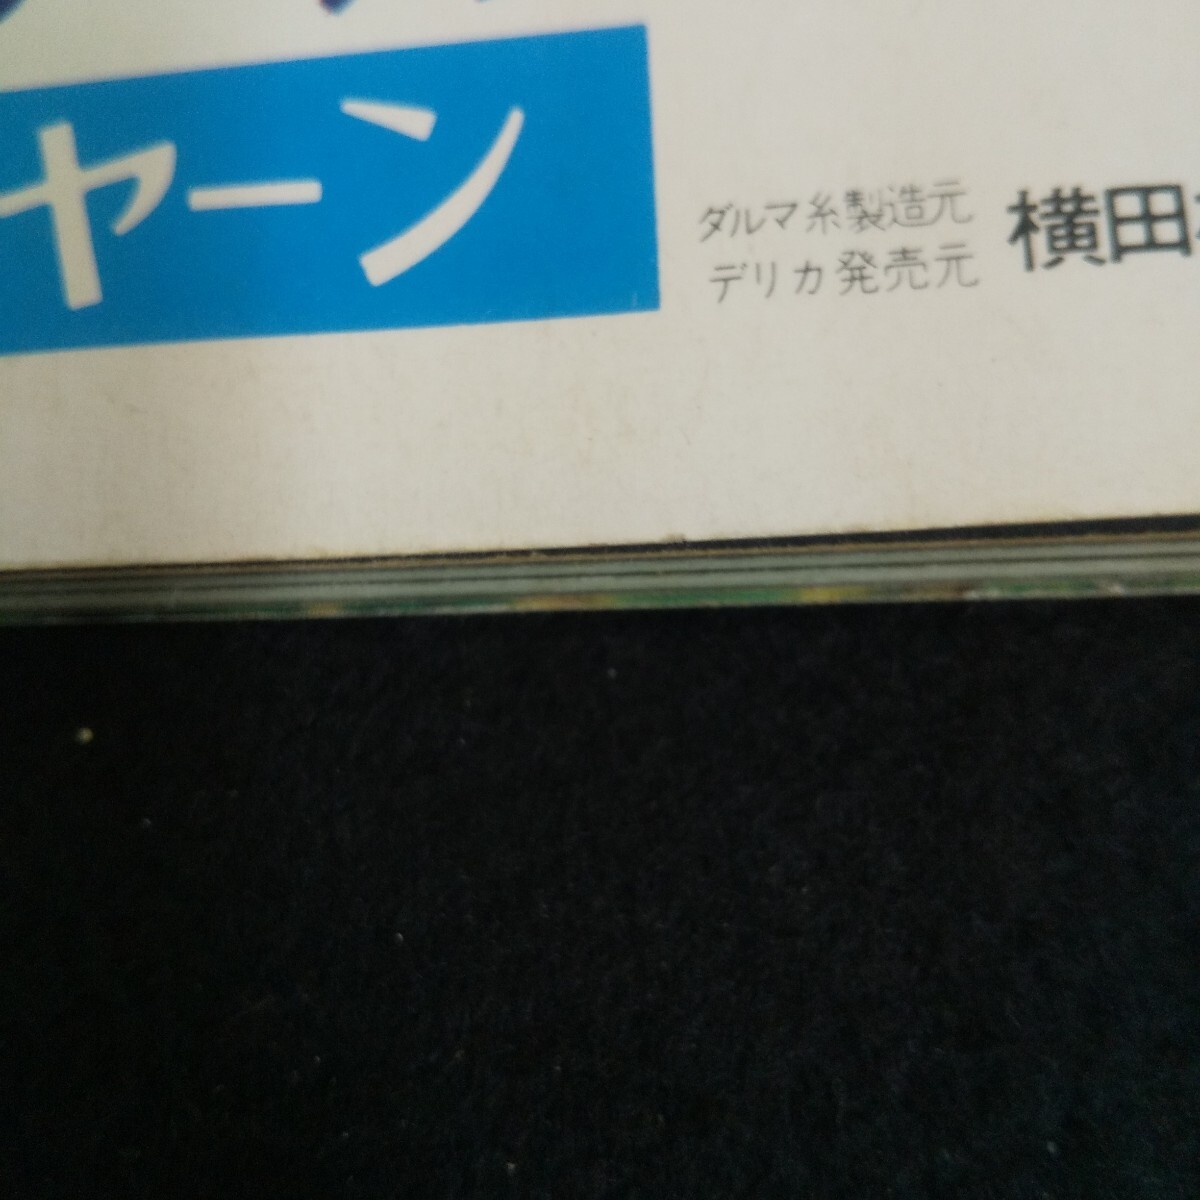 ヤーン
ダルマ糸製造元
デリカ発売元
横田